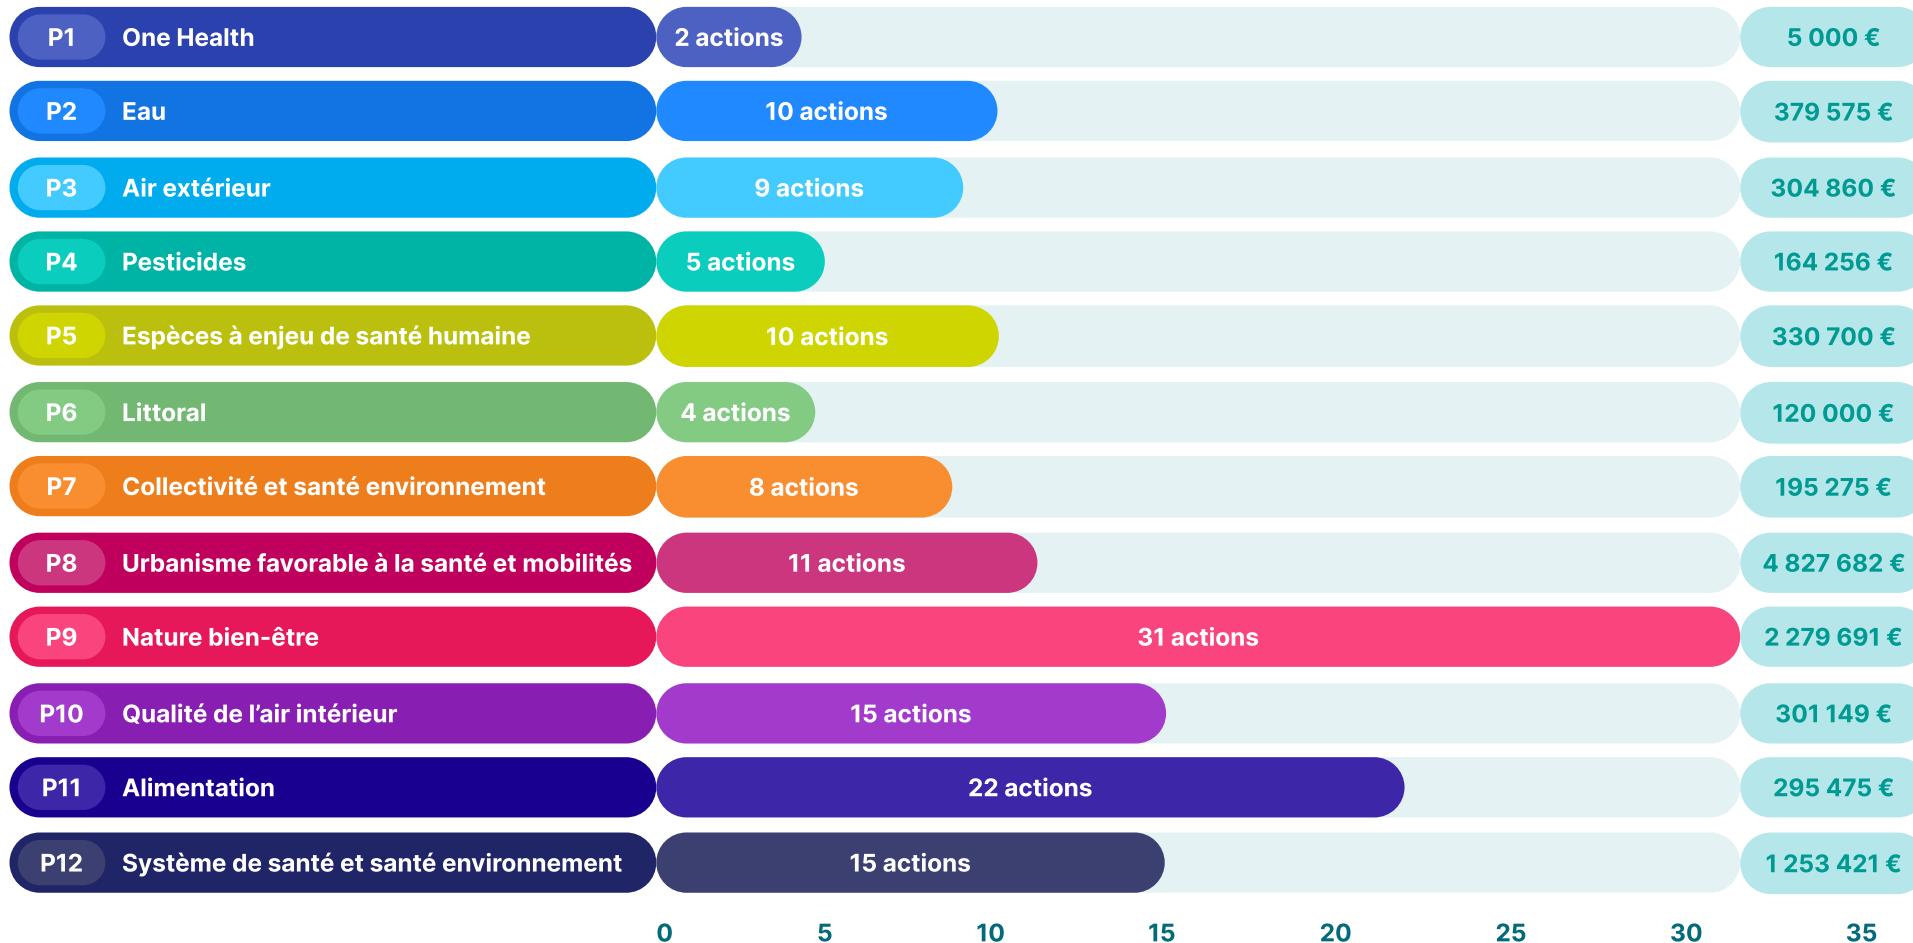 P1 One Health 2 actions 5 000 €
P2 Eau 10 actions 379 575 €
P3 Air extérieur 9 actions 304 860 €
P4 Pesticides 5 actions 164 256 €
P5 Espèces à enjeu de santé humaine 10 actions 330 700 €
P6 Littoral 4 actions 120 000 €
P7 Collectivité et santé environnement 8 actions 195 275 €
P8 Urbanisme favorable à la santé et mobilités 11 actions 4 827 682 €
P9 Nature bien-être 31 actions 2 279 691 €
P10 Qualité de l’air intérieur 15 actions 301 149 €
P11 Alimentation 22 actions 295 475 €
P12 Système de santé et santé environnement 15 actions 1 253 421 €
0 5 10 15 20 25 30 35